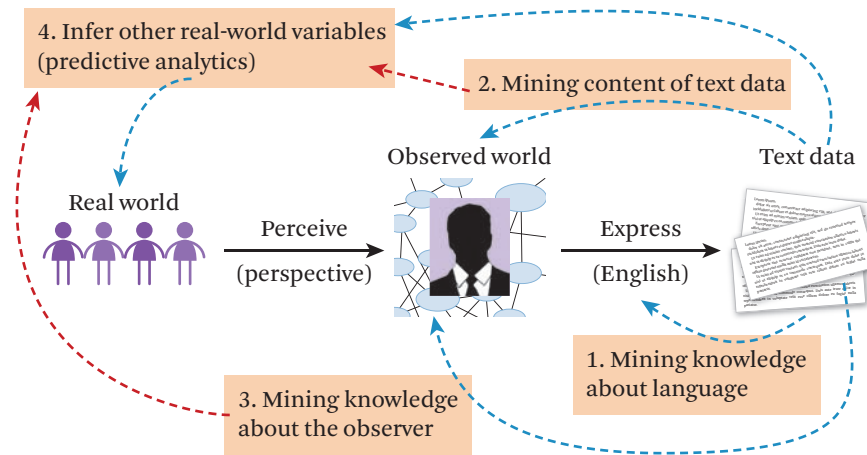 4. Infer other real-world variables
(predictive analytics)
2. Mining content of text data
Observed world
Text data
Real world
Perceive
(perspective)
Express
(English)
1. Mining knowledge
about language
3. Mining knowledge
about the observer